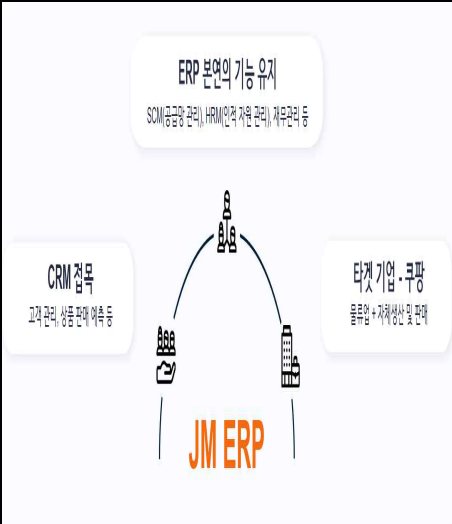 ERP 본연의 기능 유지
SCM(공급망 관리), HRM(인적 자원 관리), 재무관리 등
CRM 접목
고객 관리, 상품 판매 예측 등
타겟 기업 - 쿠팡
물류업 + 자체생산 및 판매
JM ERP